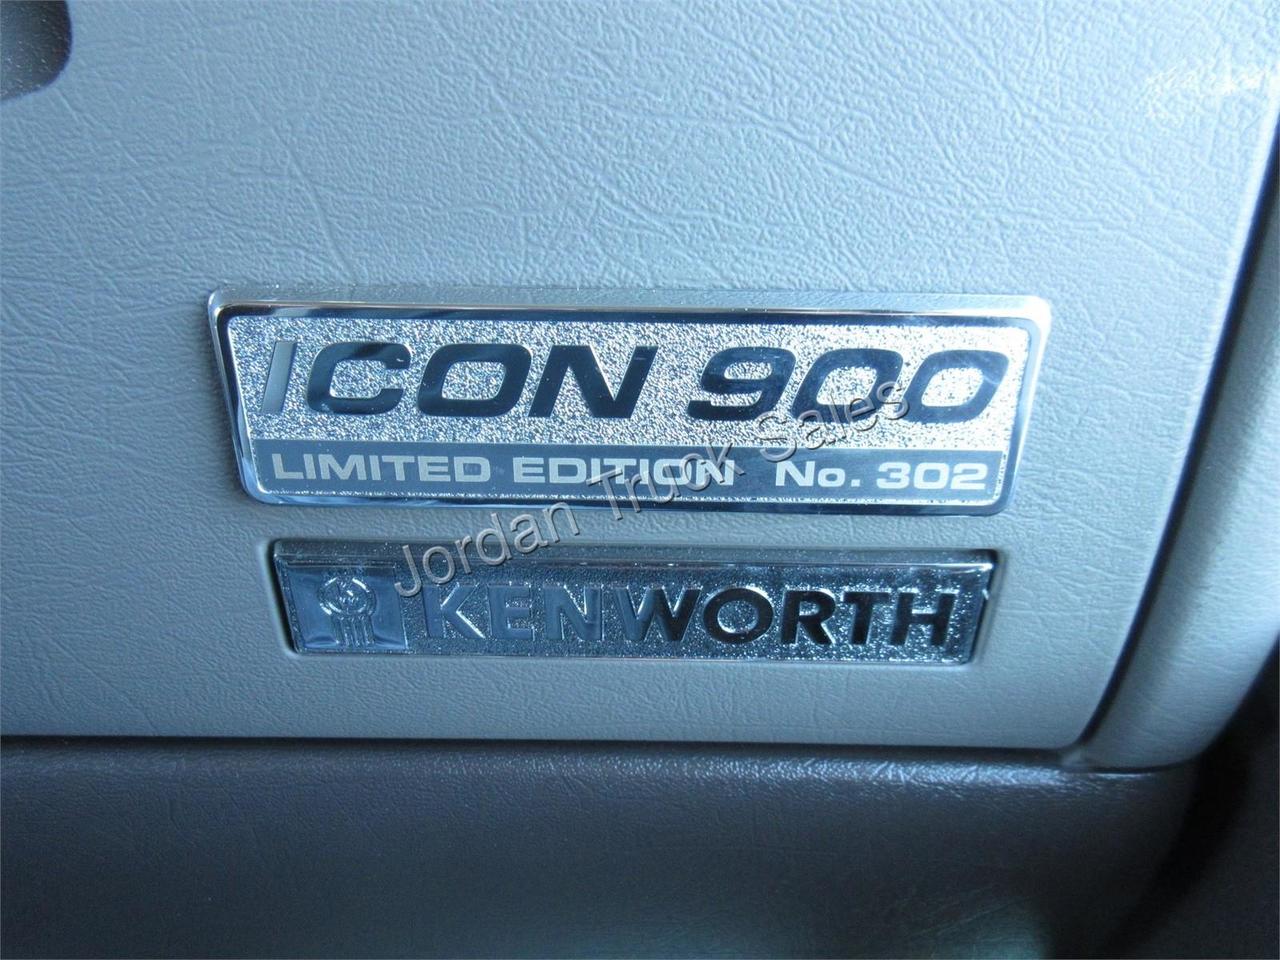 ICON 900
LIMITED EDITION No. 302
Jordan Truck Sales
KENWORTH